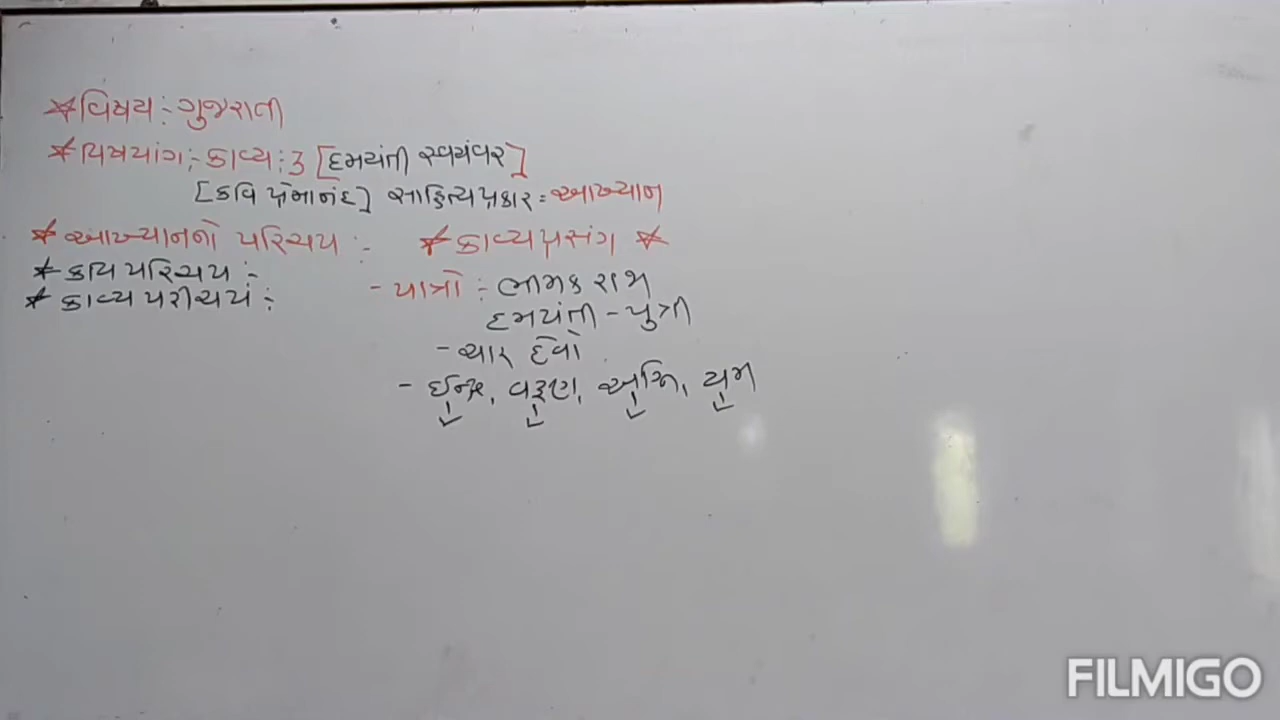 * વિષય :- ગુજરાતી
* વિષયાંગ :- કાવ્ય : 3 [દમયંતી સ્વયંવર]
[કવિ પ્રેમાનંદ] સાહિત્યપ્રકાર = આખ્યાન
* આખ્યાનનો પરિચય :- * કાવ્ય પ્રસંગ *
* કવિ પરિચય :-
* કાવ્ય પરીચય :-
- પાત્રો :- ભીમક રાજા
દમયંતી - પુત્રી
- ચાર દેવો
- ઇન્દ્ર, વરૂણ, અગ્નિ, યમ
FILMIGO